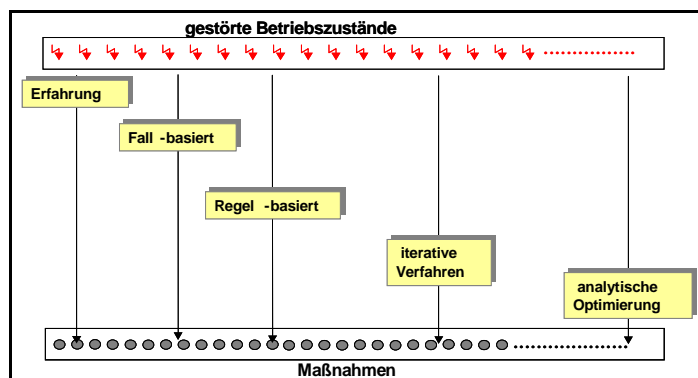 gestörte Betriebszustände
Erfahrung
Fall -basiert
Regel -basiert
iterative
Verfahren
analytische
Optimierung
Maßnahmen